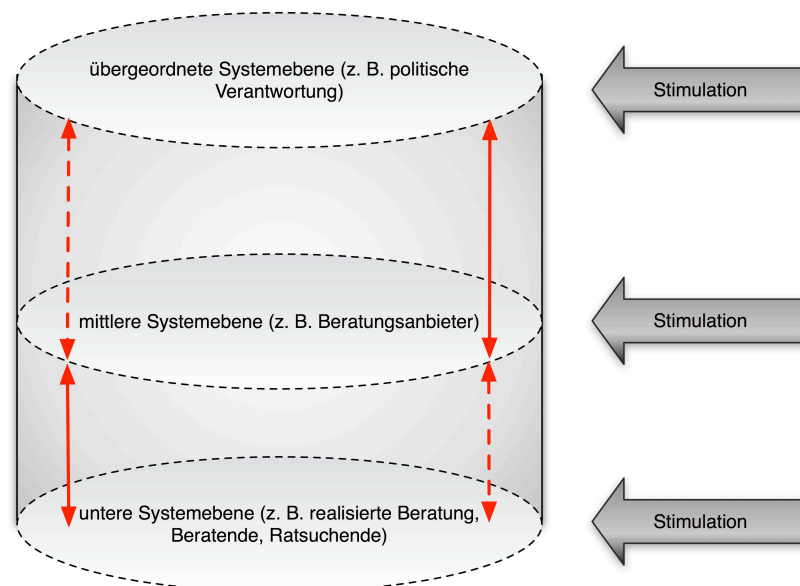 übergeordnete Systemebene (z. B. politische
Verantwortung)
Stimulation
mittlere Systemebene (z. B. Beratungsanbieter)
Stimulation
untere Systemebene (z. B. realisierte Beratung,
Beratende, Ratsuchende)
Stimulation